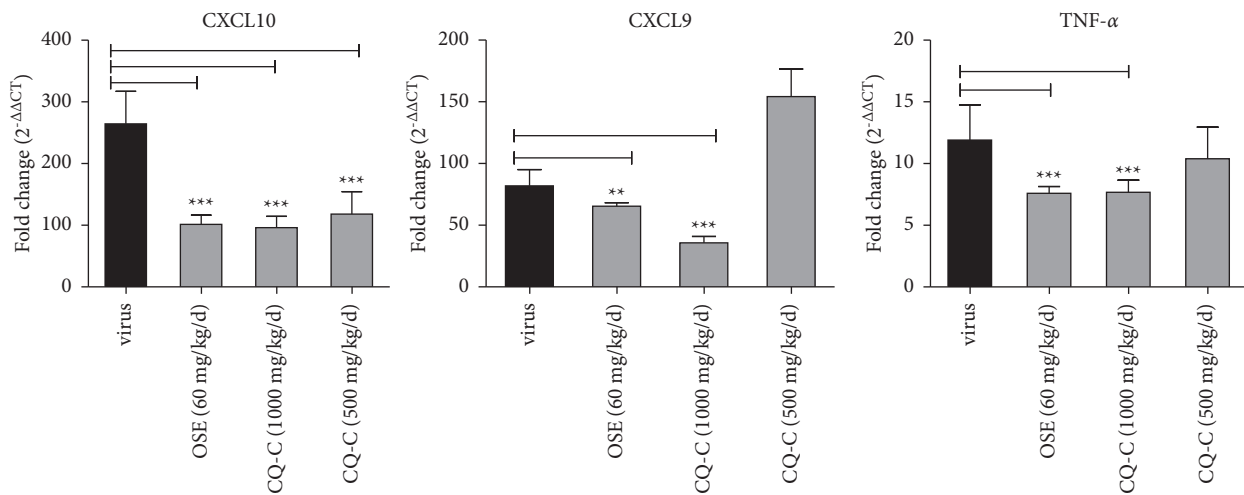 CXCL10
Fold change (2-ΔΔCT)
400
300
200
100
0
***
***
***
virus
OSE (60 mg/kg/d)
CQ-C (1000 mg/kg/d)
CQ-C (500 mg/kg/d)
CXCL9
Fold change (2-ΔΔCT)
200
150
100
50
0
**
***
virus
OSE (60 mg/kg/d)
CQ-C (1000 mg/kg/d)
CQ-C (500 mg/kg/d)
TNF-α
Fold change (2-ΔΔCT)
20
15
10
5
0
***
***
virus
OSE (60 mg/kg/d)
CQ-C (1000 mg/kg/d)
CQ-C (500 mg/kg/d)